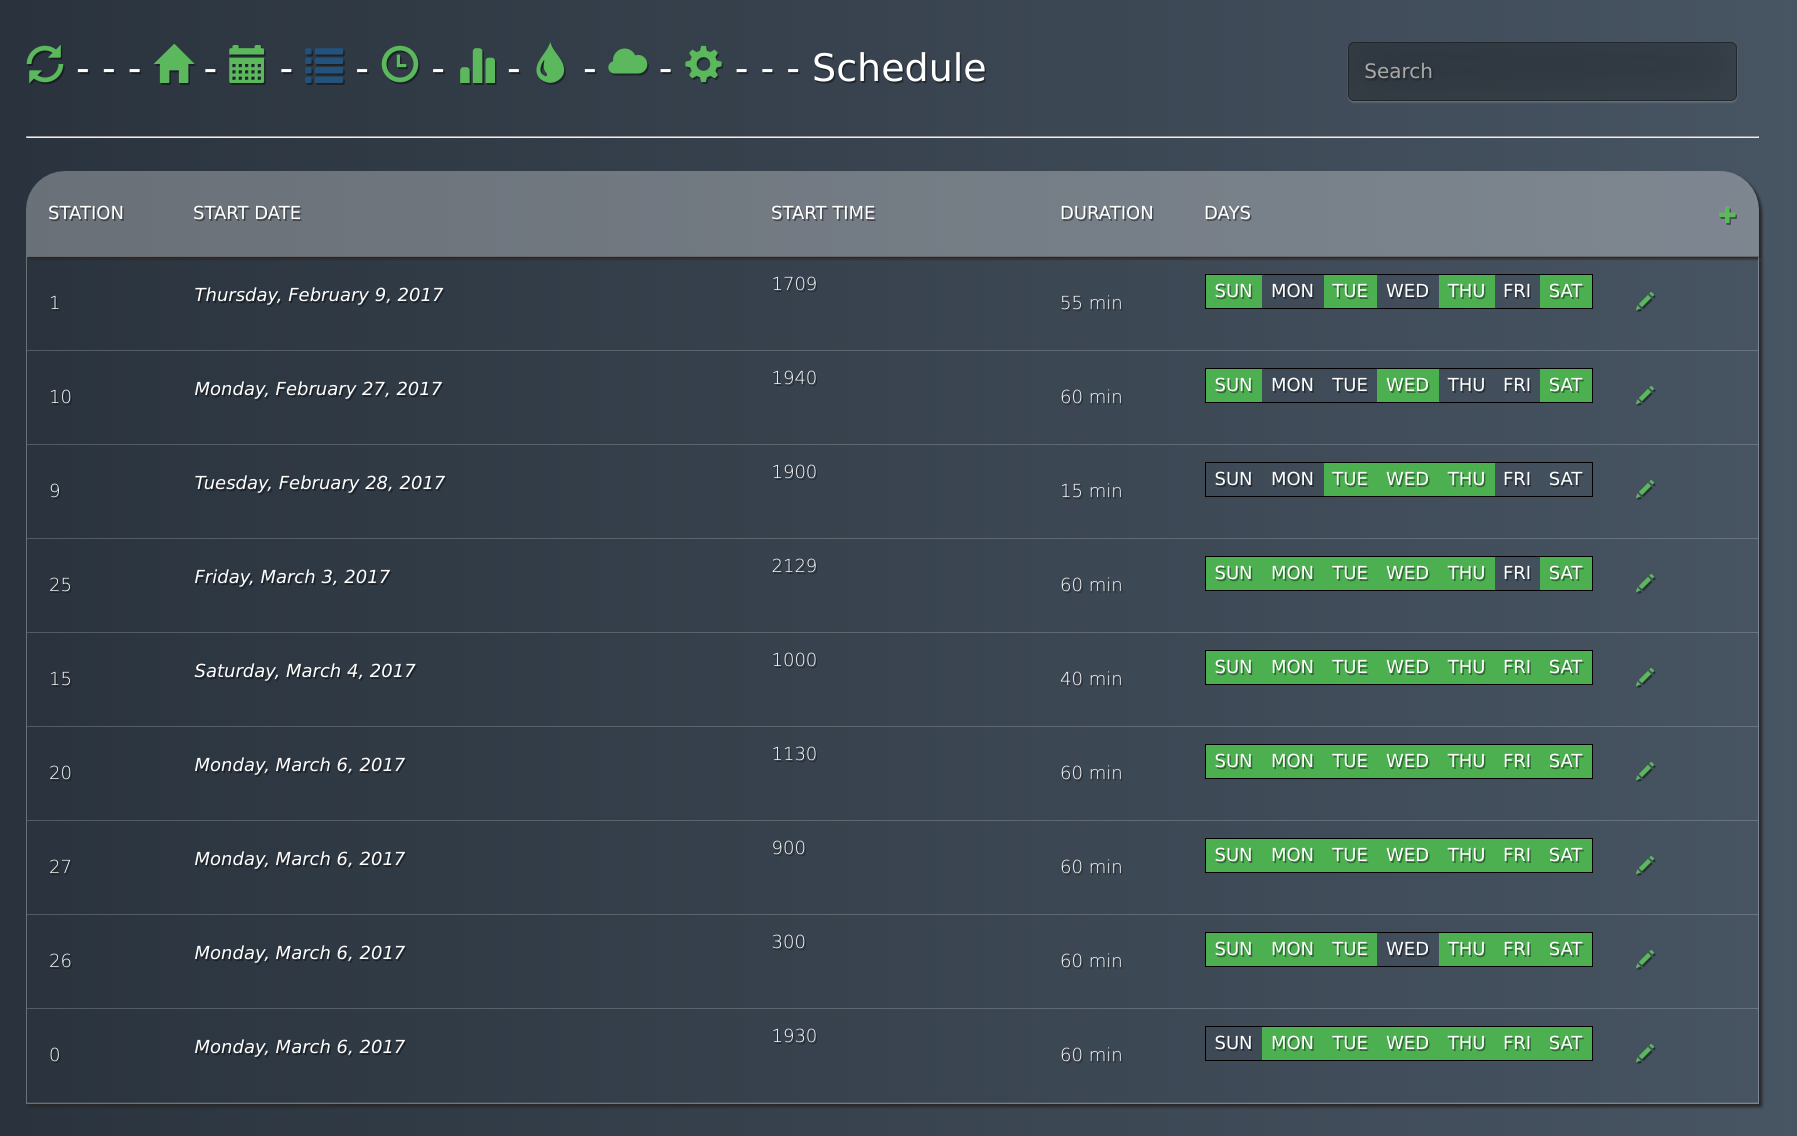 - - - - - - - - - - - - - Schedule
Search
STATION START DATE START TIME DURATION DAYS
1 Thursday, February 9, 2017 1709 55 min SUN MON TUE WED THU FRI SAT
10 Monday, February 27, 2017 1940 60 min SUN MON TUE WED THU FRI SAT
9 Tuesday, February 28, 2017 1900 15 min SUN MON TUE WED THU FRI SAT
25 Friday, March 3, 2017 2129 60 min SUN MON TUE WED THU FRI SAT
15 Saturday, March 4, 2017 1000 40 min SUN MON TUE WED THU FRI SAT
20 Monday, March 6, 2017 1130 60 min SUN MON TUE WED THU FRI SAT
27 Monday, March 6, 2017 900 60 min SUN MON TUE WED THU FRI SAT
26 Monday, March 6, 2017 300 60 min SUN MON TUE WED THU FRI SAT
0 Monday, March 6, 2017 1930 60 min SUN MON TUE WED THU FRI SAT